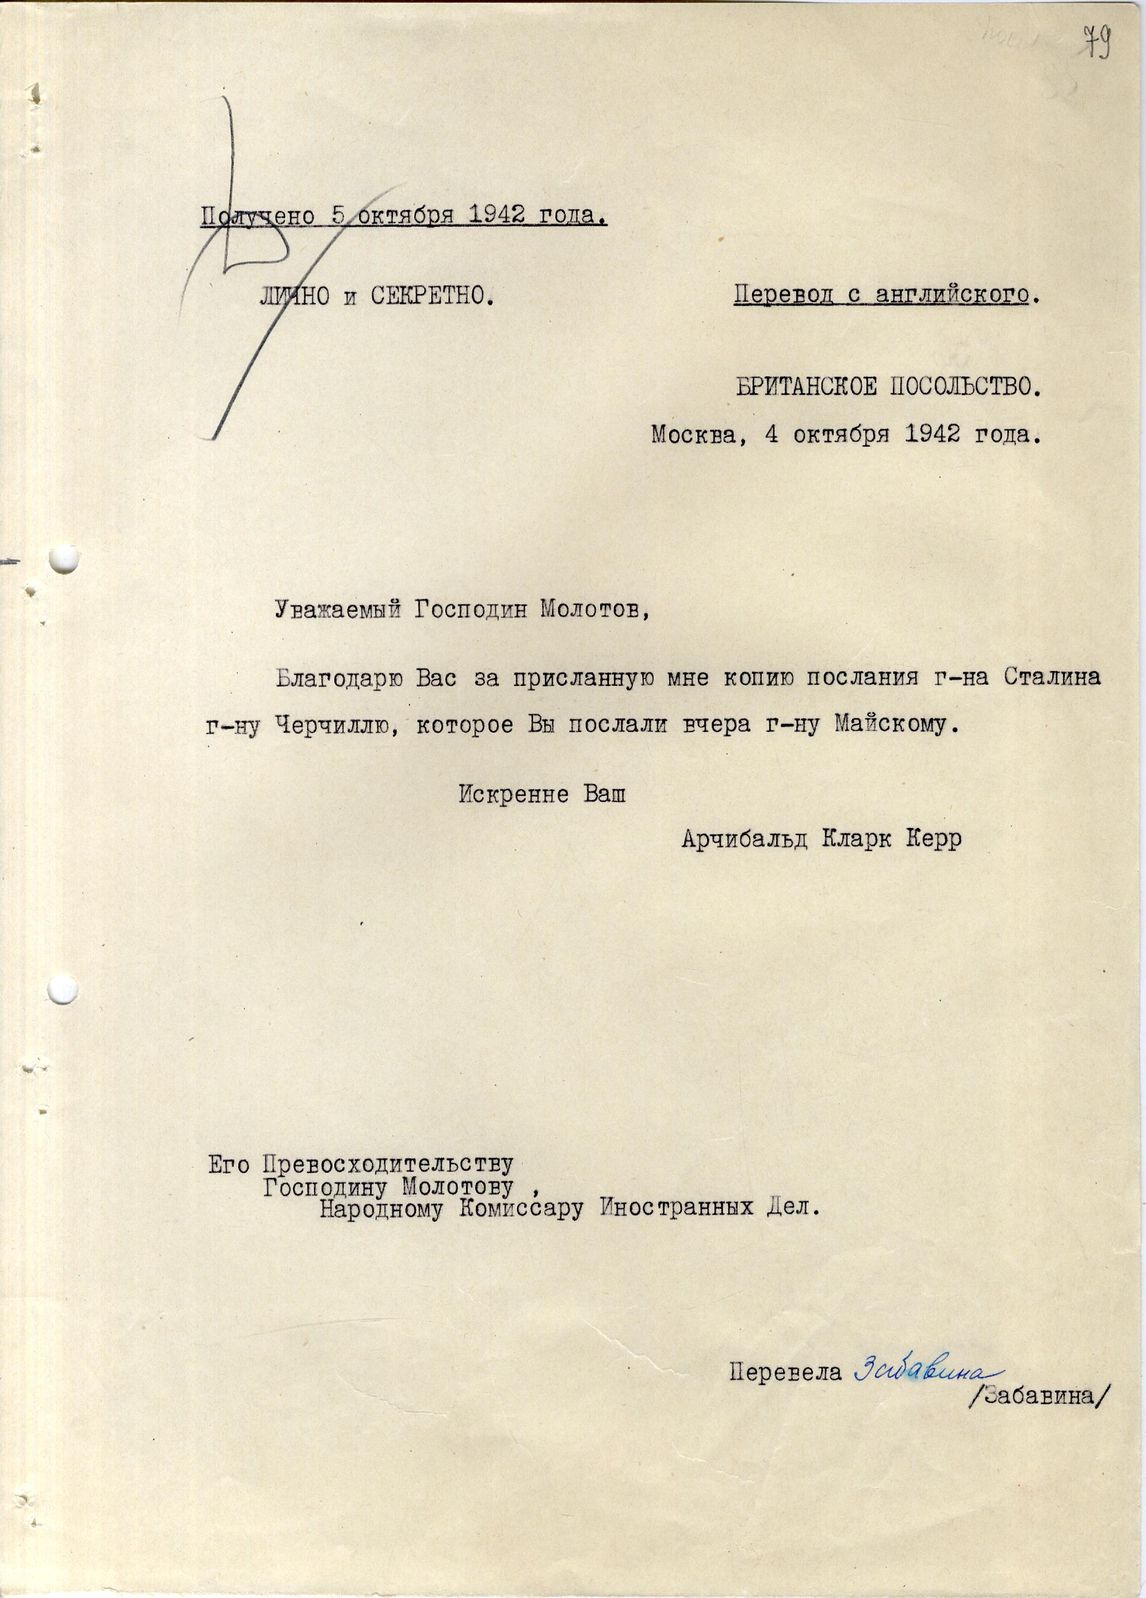 79
Получено 5 октября 1942 года.
ЛИЧНО и СЕКРЕТНО.
Перевод с английского.
БРИТАНСКОЕ ПОСОЛЬСТВО.
Москва, 4 октября 1942 года.
Уважаемый Господин Молотов,
Благодарю Вас за присланную мне копию послания г-на Сталина
г-ну Черчиллю, которое Вы послали вчера г-ну Майскому.
Искренне Ваш
Арчибальд Кларк Керр
Его Превосходительству
Господину Молотову ,
Народному Комиссару Иностранных Дел.
Перевела Забавина
/Забавина/